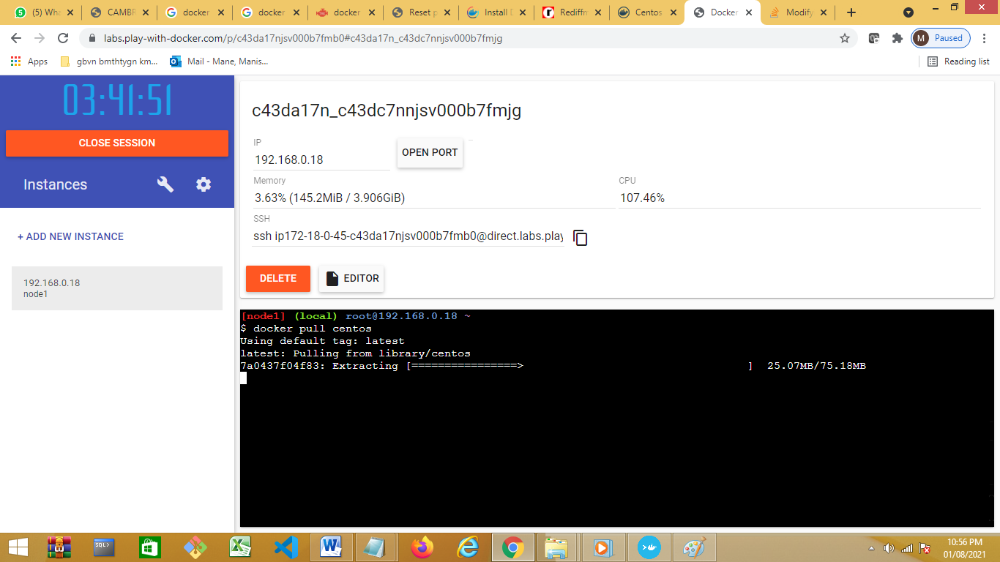 (5) Wha
CAMBR
docker
docker
docker
Reset p
Install D
Rediffm
Centos
Docker
Modify
labs.play-with-docker.com/p/c43da17njsv000b7fmb0#c43da17n_c43dc7nnjsv000b7fmjg
M Paused
Apps
gbvn bmthtygn km...
Mail - Mane, Manis...
Reading list
03:41:51
CLOSE SESSION
Instances
+ ADD NEW INSTANCE
192.168.0.18
node1
c43da17n_c43dc7nnjsv000b7fmjg
IP
192.168.0.18
OPEN PORT
Memory
3.63% (145.2MiB / 3.906GiB)
CPU
107.46%
SSH
ssh ip172-18-0-45-c43da17njsv000b7fmb0@direct.labs.play
DELETE
EDITOR
[node1] (local) root@192.168.0.18 ~
$ docker pull centos
Using default tag: latest
latest: Pulling from library/centos
7a0437f04f83: Extracting [================> ] 25.07MB/75.18MB
SQL>
10:56 PM
01/08/2021